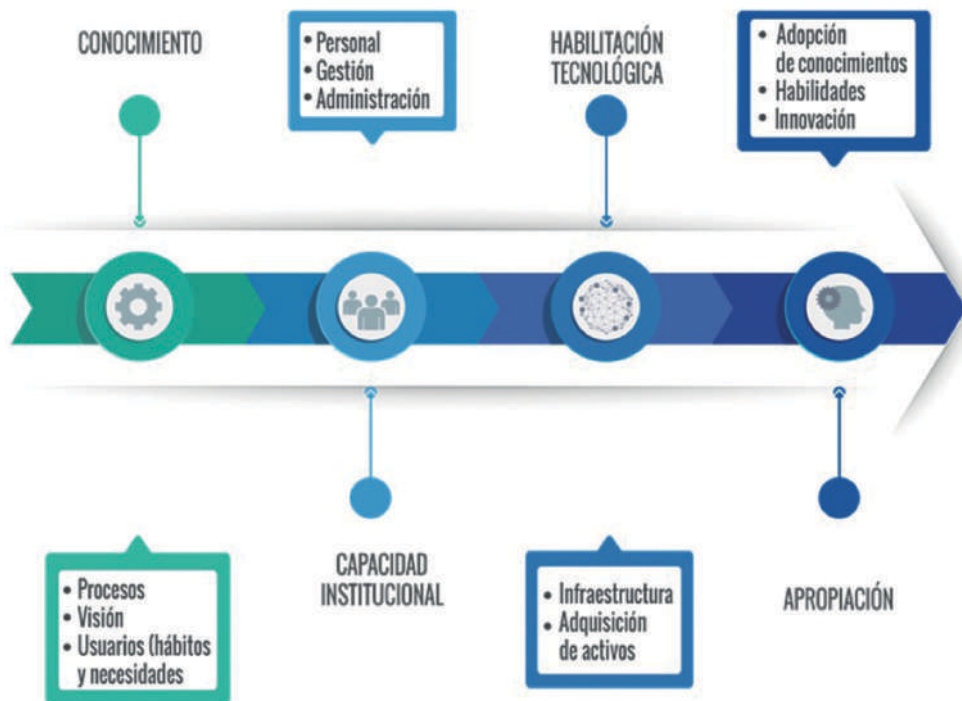 CONOCIMIENTO
• Personal
• Gestión
• Administración
HABILITACIÓN
TECNOLÓGICA
• Adopción
de conocimientos
• Habilidades
• Innovación
• Procesos
• Visión
• Usuarios (hábitos
y necesidades
CAPACIDAD
INSTITUCIONAL
• Infraestructura
• Adquisición
de activos
APROPIACIÓN